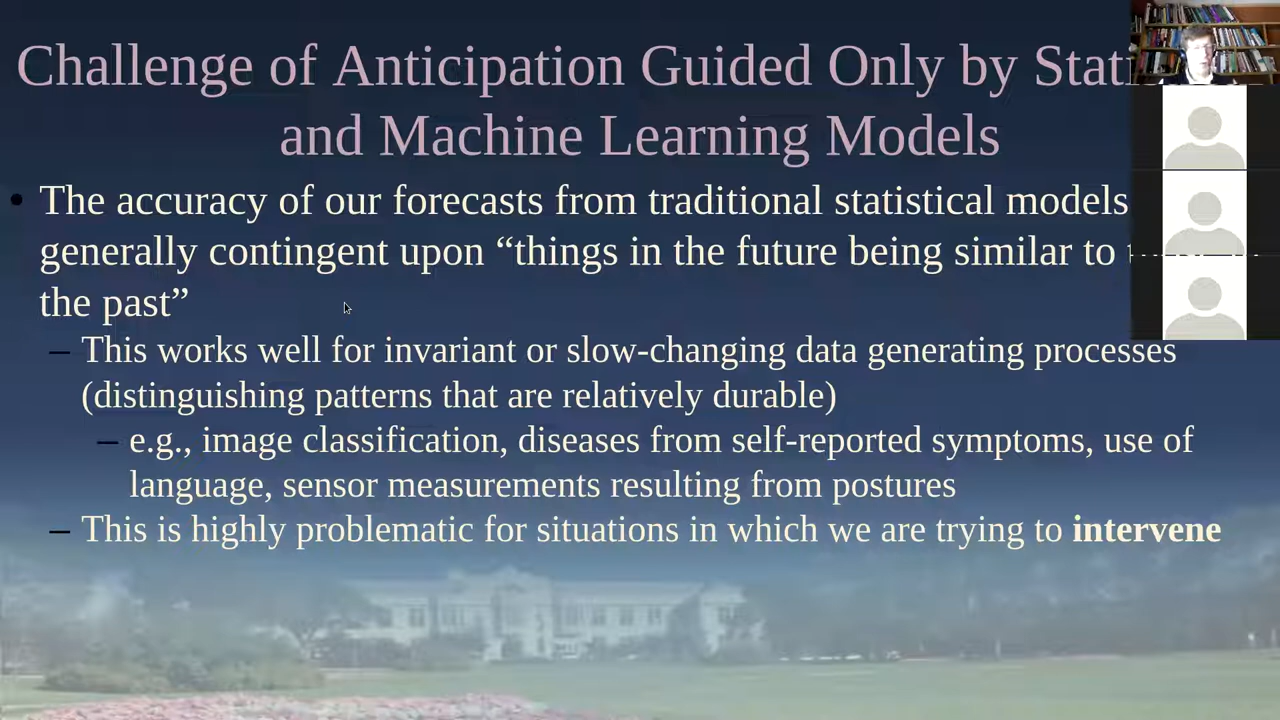 Challenge of Anticipation Guided Only by
and Machine Learning Models
• The accuracy of our forecasts from traditional statistical models
generally contingent upon “things in the future being similar to
the past”
– This works well for invariant or slow-changing data generating processes
(distinguishing patterns that are relatively durable)
– e.g., image classification, diseases from self-reported symptoms, use of
language, sensor measurements resulting from postures
– This is highly problematic for situations in which we are trying to intervene